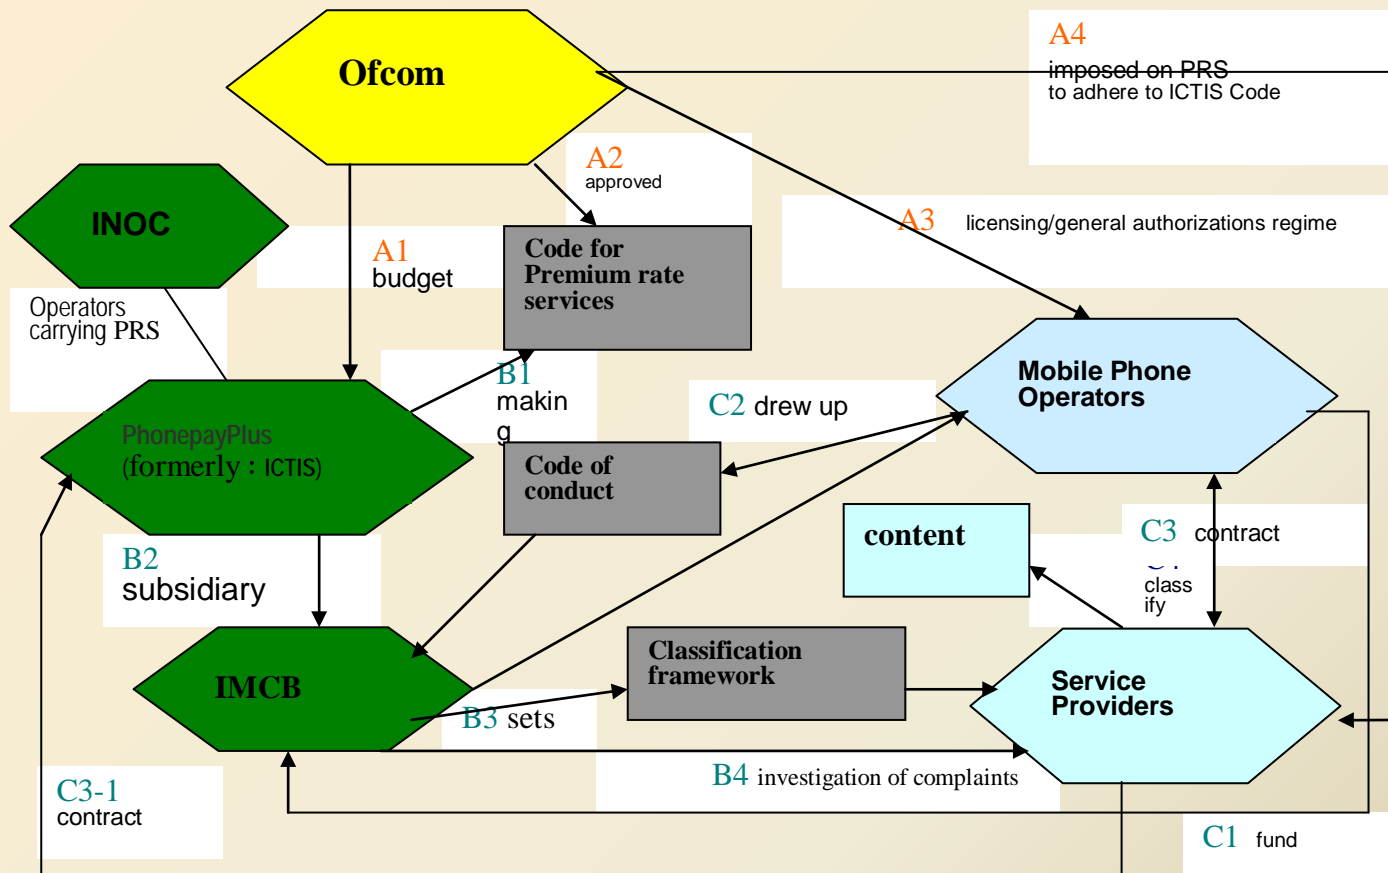 Ofcom
A4
imposed on PRS
to adhere to ICTIS Code
A2
approved
INOC
A3 licensing/general authorizations regime
A1
budget
Code for
Premium rate
services
Operators
carrying PRS
B1
makin
g
Mobile Phone
Operators
C2 drew up
PhonepayPlus
(formerly : ICTIS)
Code of
conduct
content
C3 contract
class
ify
B2
subsidiary
IMCB
Classification
framework
Service
Providers
B3 sets
B4 investigation of complaints
C3-1
contract
C1 fund